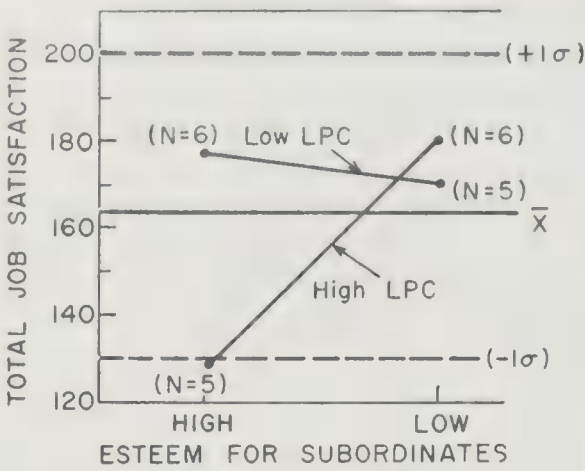 TOTAL JOB SATISFACTION
200
180
160
140
130
120
(+1σ)
(N=6)
Low LPC
(N=6)
(N=5)
X̄
High LPC
(-1σ)
(N=5)
HIGH
LOW
ESTEEM FOR SUBORDINATES